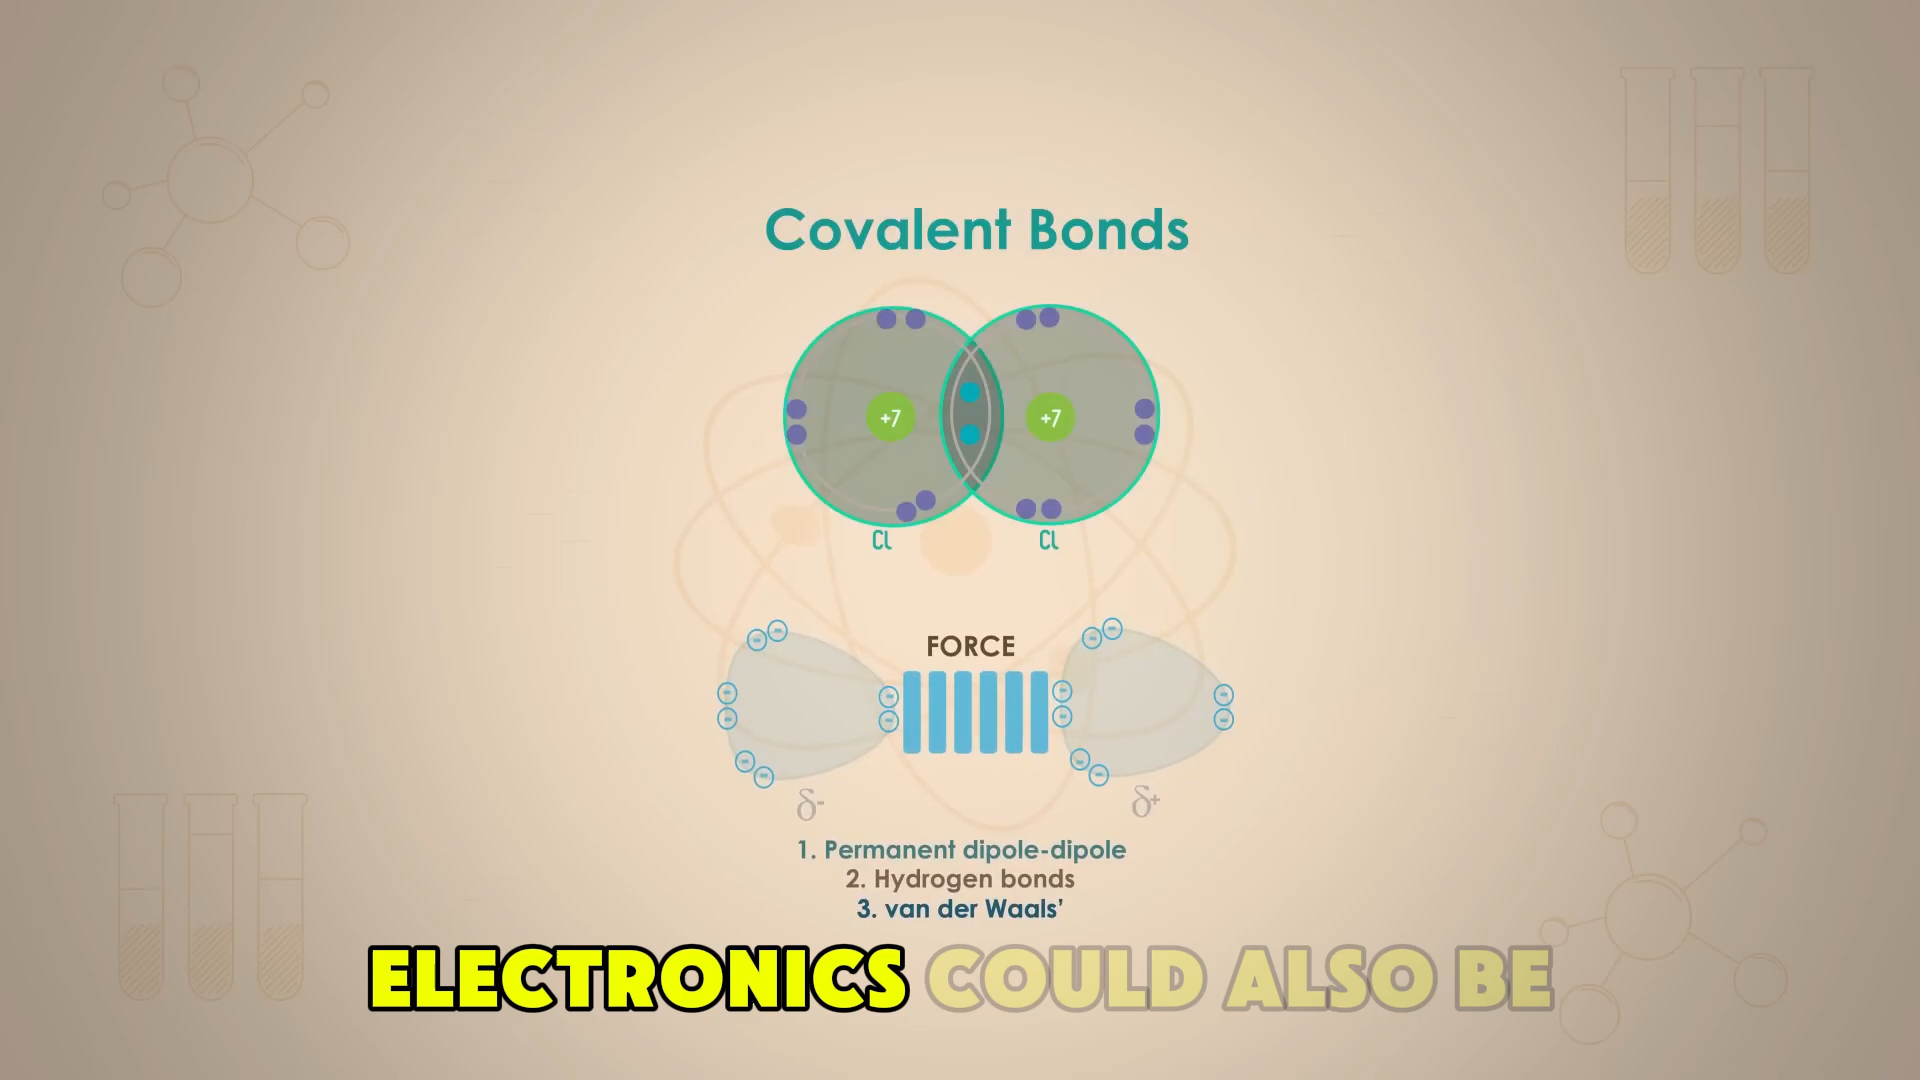 Covalent Bonds
+7 +7
Cl Cl
FORCE
δ- δ+
1. Permanent dipole-dipole
2. Hydrogen bonds
3. van der Waals’
ELECTRONICS COULD ALSO BE